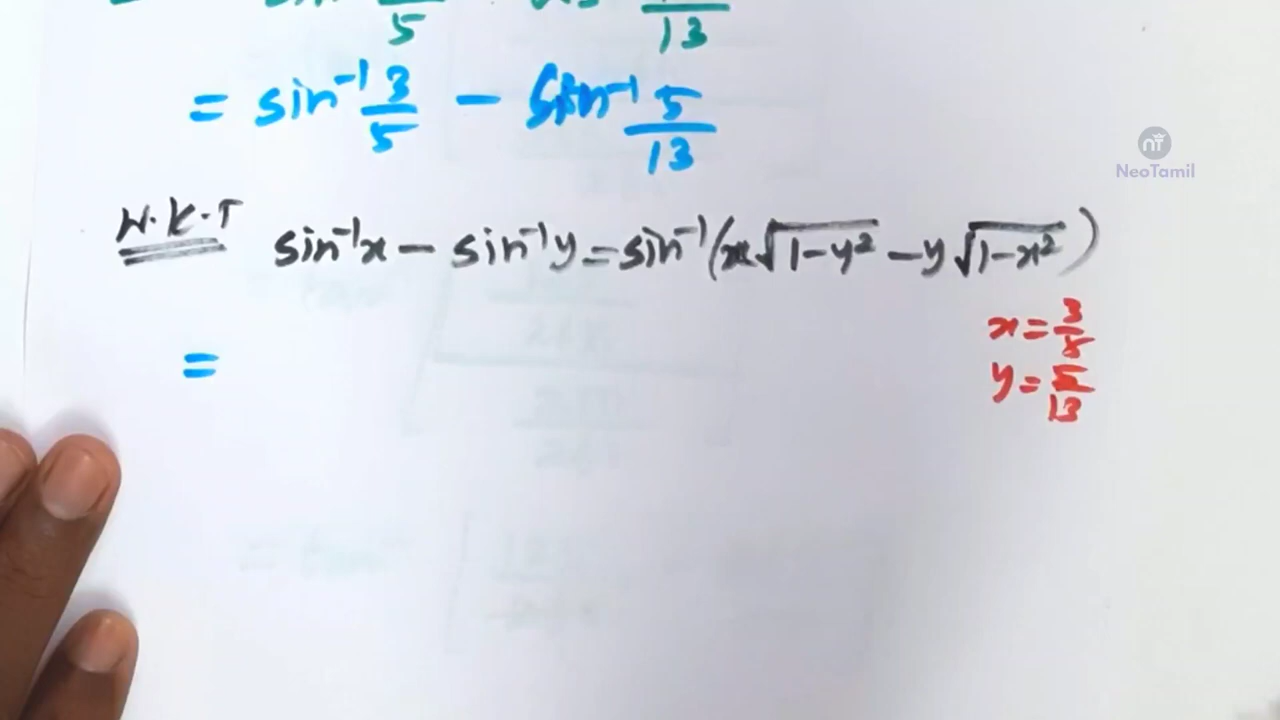 5 13
= sin⁻¹ 3/5 − sin⁻¹ 5/13
NeoTamil
W.K.T sin⁻¹x − sin⁻¹y = sin⁻¹(x√(1−y²) − y√(1−x²))
x = 3/5
y = 5/13
=